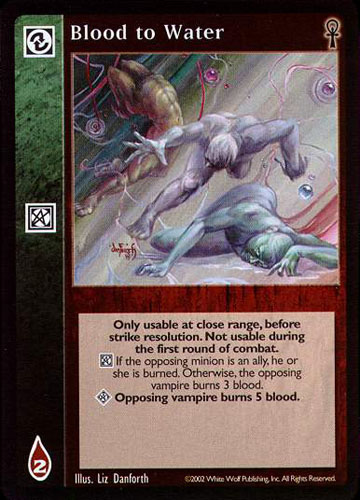 Blood to Water
Only usable at close range, before
strike resolution. Not usable during
the first round of combat.
If the opposing minion is an ally, he or
she is burned. Otherwise, the opposing
vampire burns 3 blood.
Opposing vampire burns 5 blood.
2
Illus. Liz Danforth
©2002 White Wolf Publishing, Inc. All Rights Reserved.